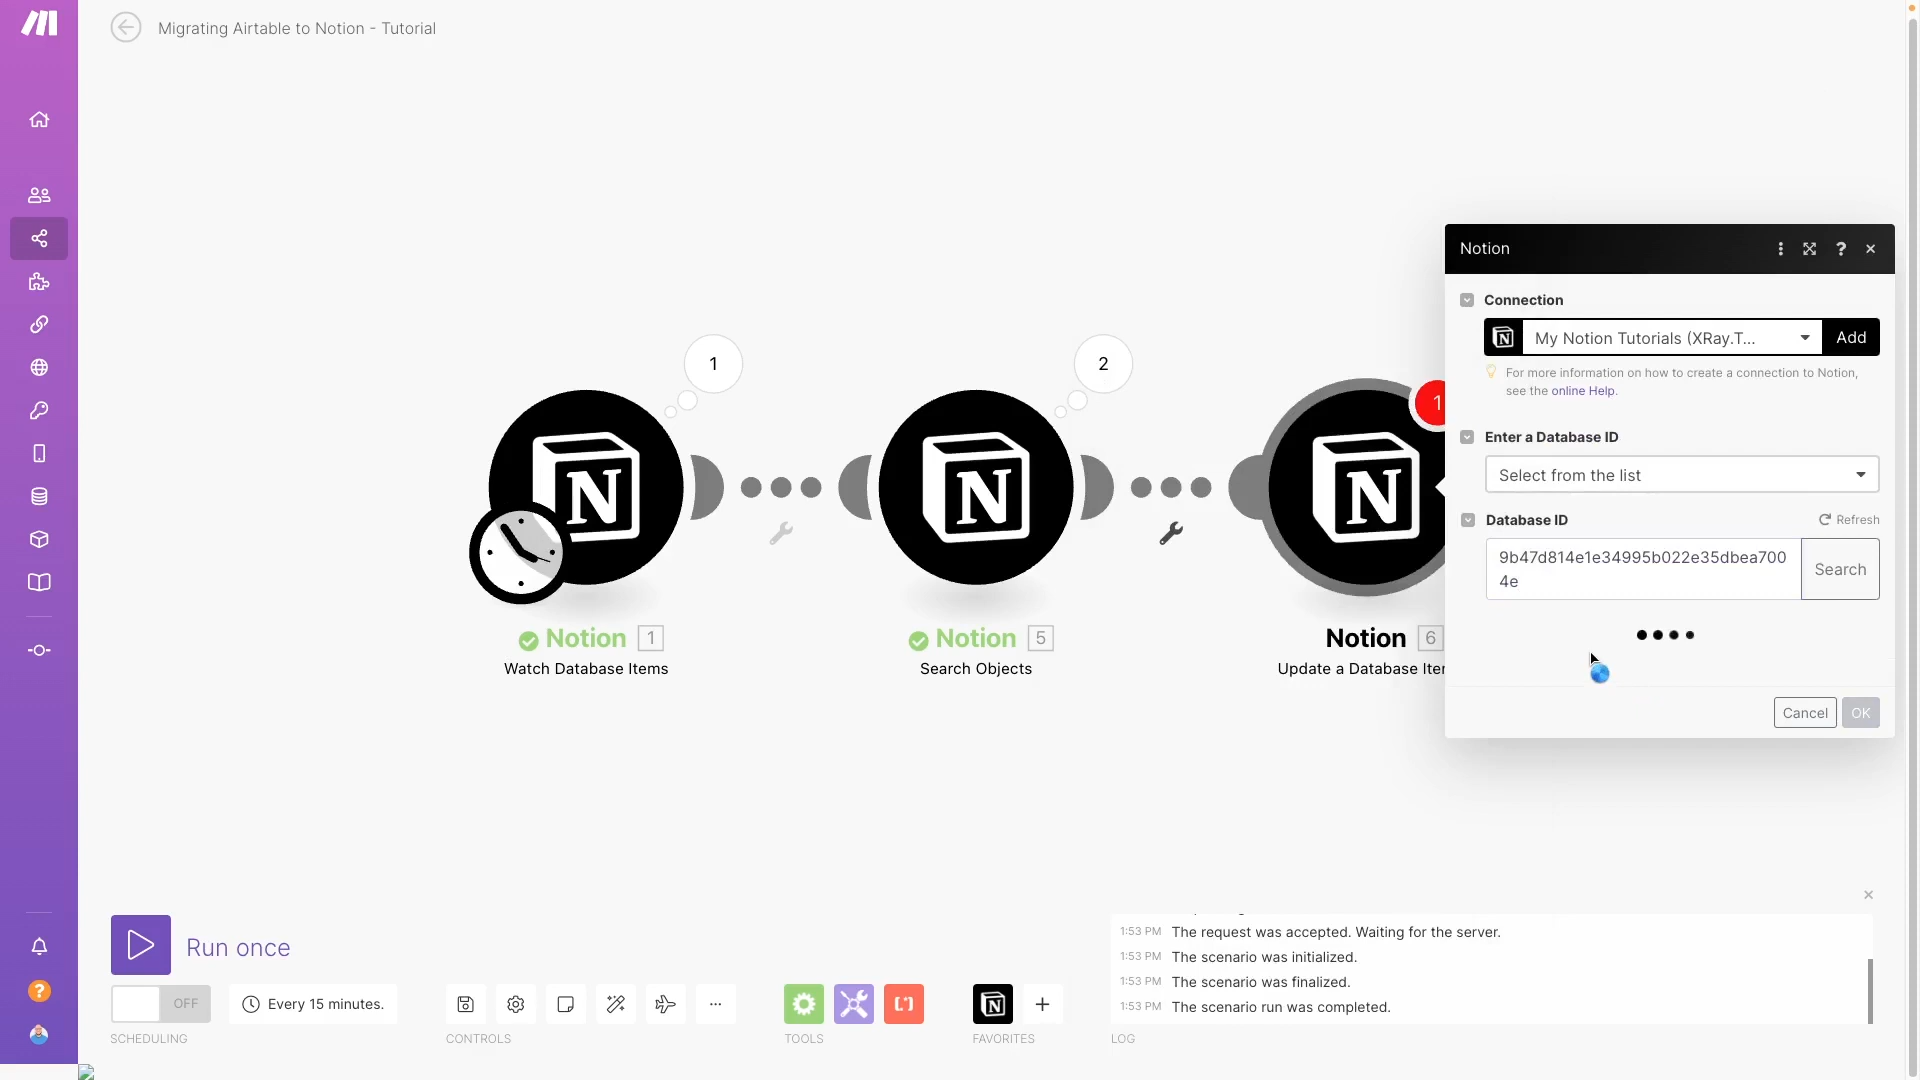 Migrating Airtable to Notion - Tutorial
Notion
Connection
My Notion Tutorials (XRay.T...
Add
For more information on how to create a connection to Notion,
see the online Help.
Enter a Database ID
Select from the list
Database ID
Refresh
9b47d814e1e34995b022e35dbea700
4e
Search
Cancel
OK
1
2
1
Notion 1
Watch Database Items
Notion 5
Search Objects
Notion 6
Update a Database Iter
Run once
OFF
Every 15 minutes.
SCHEDULING
CONTROLS
TOOLS
FAVORITES
1:53 PM The request was accepted. Waiting for the server.
1:53 PM The scenario was initialized.
1:53 PM The scenario was finalized.
1:53 PM The scenario run was completed.
LOG